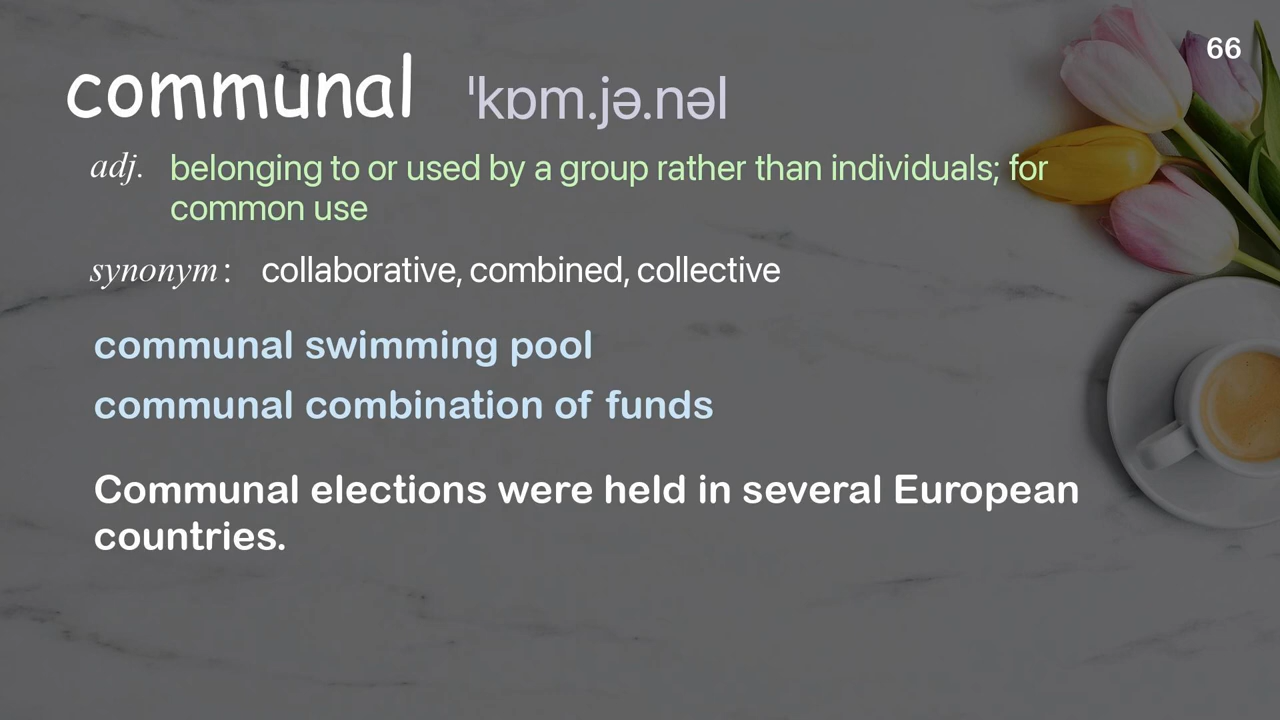 66
communal ˈkɒm.jə.nəl
adj. belonging to or used by a group rather than individuals; for
common use
synonym: collaborative, combined, collective
communal swimming pool
communal combination of funds
Communal elections were held in several European
countries.